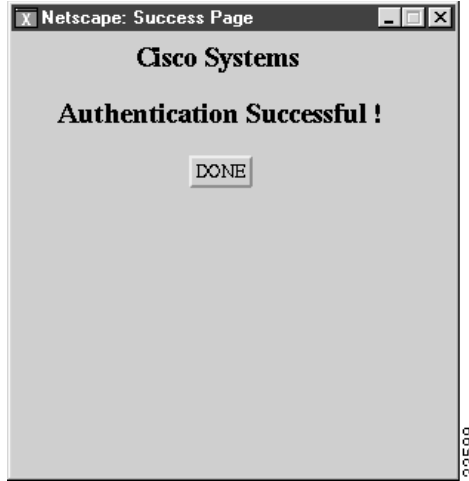 Netscape: Success Page
Cisco Systems
Authentication Successful !
DONE